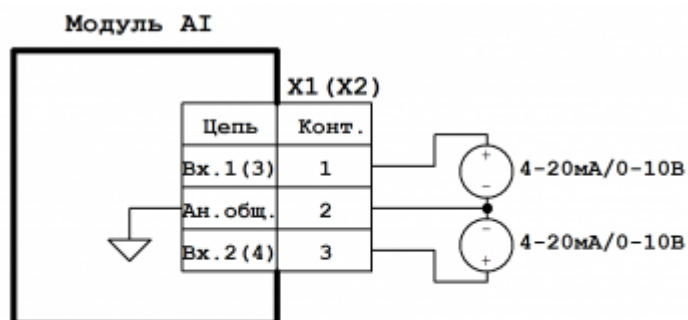 Модуль AI
X1(X2)
Цепь Конт.
Вх.1(3) 1
Ан.общ. 2
Вх.2(4) 3
+
-
4-20мА/0-10В
-
+
4-20мА/0-10В